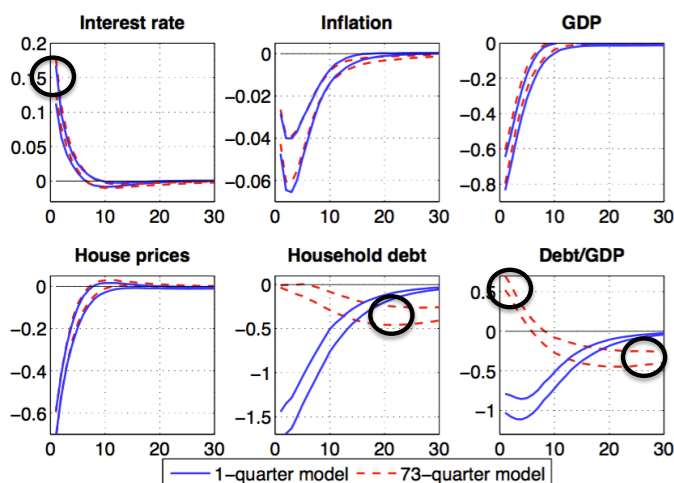 Interest rate
0.2
0.15
0.1
0.05
0
0 10 20 30
Inflation
0
−0.02
−0.04
−0.06
0 10 20 30
GDP
0
−0.2
−0.4
−0.6
−0.8
0 10 20 30
House prices
0
−0.2
−0.4
−0.6
0 10 20 30
Household debt
0
−0.5
−1
−1.5
0 10 20 30
Debt/GDP
0.5
0
−0.5
−1
0 10 20 30
1−quarter model 73−quarter model